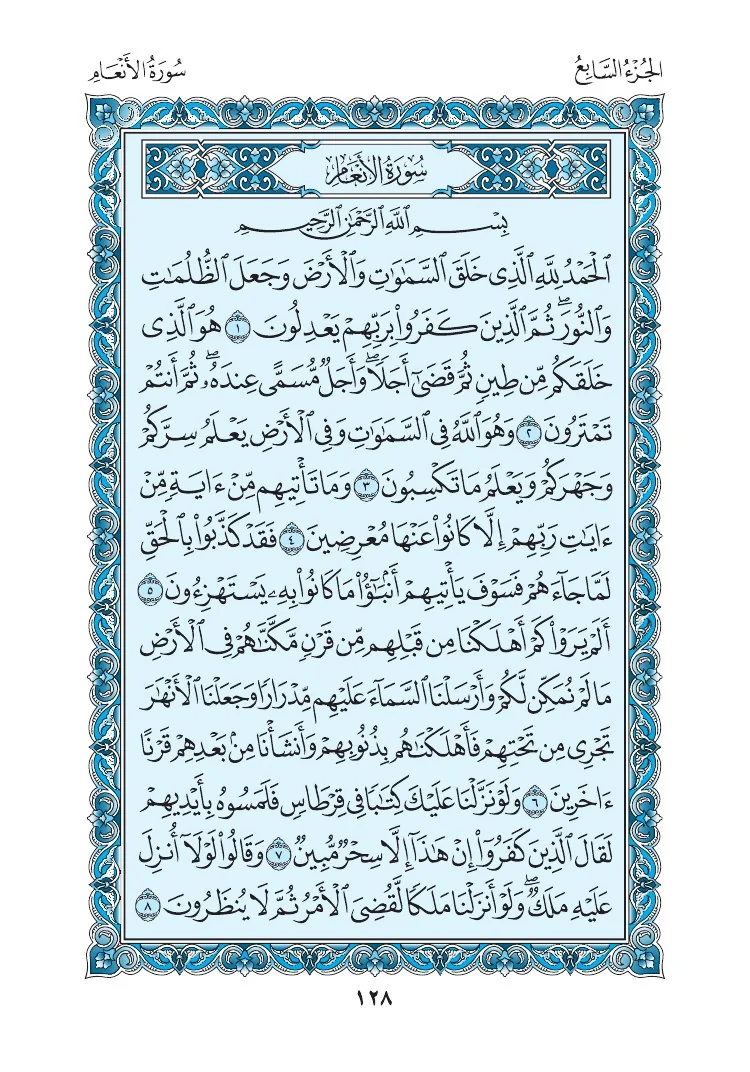 الجُزْءُ السَّابِعُ
سُورَةُ الأَنْعَامِ
سُورَةُ الأَنْعَامِ
بِسْمِ ٱللَّهِ ٱلرَّحْمَٰنِ ٱلرَّحِيمِ
ٱلْحَمْدُ لِلَّهِ ٱلَّذِى خَلَقَ ٱلسَّمَٰوَٰتِ وَٱلْأَرْضَ وَجَعَلَ ٱلظُّلُمَٰتِ
وَٱلنُّورَۖ ثُمَّ ٱلَّذِينَ كَفَرُوا۟ بِرَبِّهِمْ يَعْدِلُونَ ١ هُوَ ٱلَّذِى
خَلَقَكُم مِّن طِينٍ ثُمَّ قَضَىٰٓ أَجَلًاۖ وَأَجَلٌ مُّسَمًّى عِندَهُۥۖ ثُمَّ أَنتُمْ
تَمْتَرُونَ ٢ وَهُوَ ٱللَّهُ فِى ٱلسَّمَٰوَٰتِ وَفِى ٱلْأَرْضِ يَعْلَمُ سِرَّكُمْ
وَجَهْرَكُمْ وَيَعْلَمُ مَا تَكْسِبُونَ ٣ وَمَا تَأْتِيهِم مِّنْ ءَايَةٍ مِّنْ
ءَايَٰتِ رَبِّهِمْ إِلَّا كَانُوا۟ عَنْهَا مُعْرِضِينَ ٤ فَقَدْ كَذَّبُوا۟ بِٱلْحَقِّ
لَمَّا جَآءَهُمْ فَسَوْفَ يَأْتِيهِمْ أَنۢبَٰٓؤُا۟ مَا كَانُوا۟ بِهِۦ يَسْتَهْزِءُونَ ٥
أَلَمْ يَرَوْا۟ كَمْ أَهْلَكْنَا مِن قَبْلِهِم مِّن قَرْنٍ مَّكَّنَّٰهُمْ فِى ٱلْأَرْضِ
مَا لَمْ نُمَكِّن لَّكُمْ وَأَرْسَلْنَا ٱلسَّمَآءَ عَلَيْهِم مِّدْرَارًا وَجَعَلْنَا ٱلْأَنْهَٰرَ
تَجْرِى مِن تَحْتِهِمْ فَأَهْلَكْنَٰهُم بِذُنُوبِهِمْ وَأَنشَأْنَا مِنۢ بَعْدِهِمْ قَرْنًا
ءَاخَرِينَ ٦ وَلَوْ نَزَّلْنَا عَلَيْكَ كِتَٰبًا فِى قِرْطَاسٍ فَلَمَسُوهُ بِأَيْدِيهِمْ
لَقَالَ ٱلَّذِينَ كَفَرُوٓا۟ إِنْ هَٰذَآ إِلَّا سِحْرٌ مُّبِينٌ ٧ وَقَالُوا۟ لَوْلَآ أُنزِلَ
عَلَيْهِ مَلَكٌۖ وَلَوْ أَنزَلْنَا مَلَكًا لَّقُضِىَ ٱلْأَمْرُ ثُمَّ لَا يُنظَرُونَ ٨
١٢٨